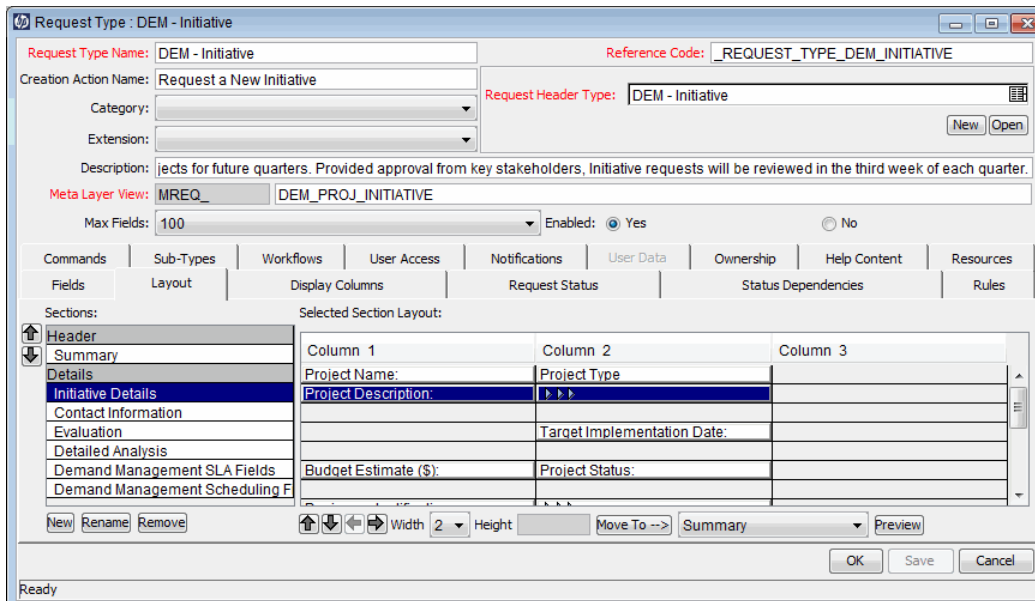 Request Type : DEM - Initiative
Request Type Name: DEM - Initiative
Reference Code: _REQUEST_TYPE_DEM_INITIATIVE
Creation Action Name: Request a New Initiative
Request Header Type: DEM - Initiative
Category:
New Open
Extension:
Description: jects for future quarters. Provided approval from key stakeholders, Initiative requests will be reviewed in the third week of each quarter.
Meta Layer View: MREQ_ DEM_PROJ_INITIATIVE
Max Fields: 100 Enabled: Yes No
Commands Sub-Types Workflows User Access Notifications User Data Ownership Help Content Resources
Fields Layout Display Columns Request Status Status Dependencies Rules
Sections:
Header
Summary
Details
Initiative Details
Contact Information
Evaluation
Detailed Analysis
Demand Management SLA Fields
Demand Management Scheduling F
New Rename Remove
Selected Section Layout:
Column 1 Column 2 Column 3
Project Name: Project Type
Project Description:
Target Implementation Date:
Budget Estimate ($): Project Status:
Width 2 Height Move To --> Summary Preview
OK Save Cancel
Ready